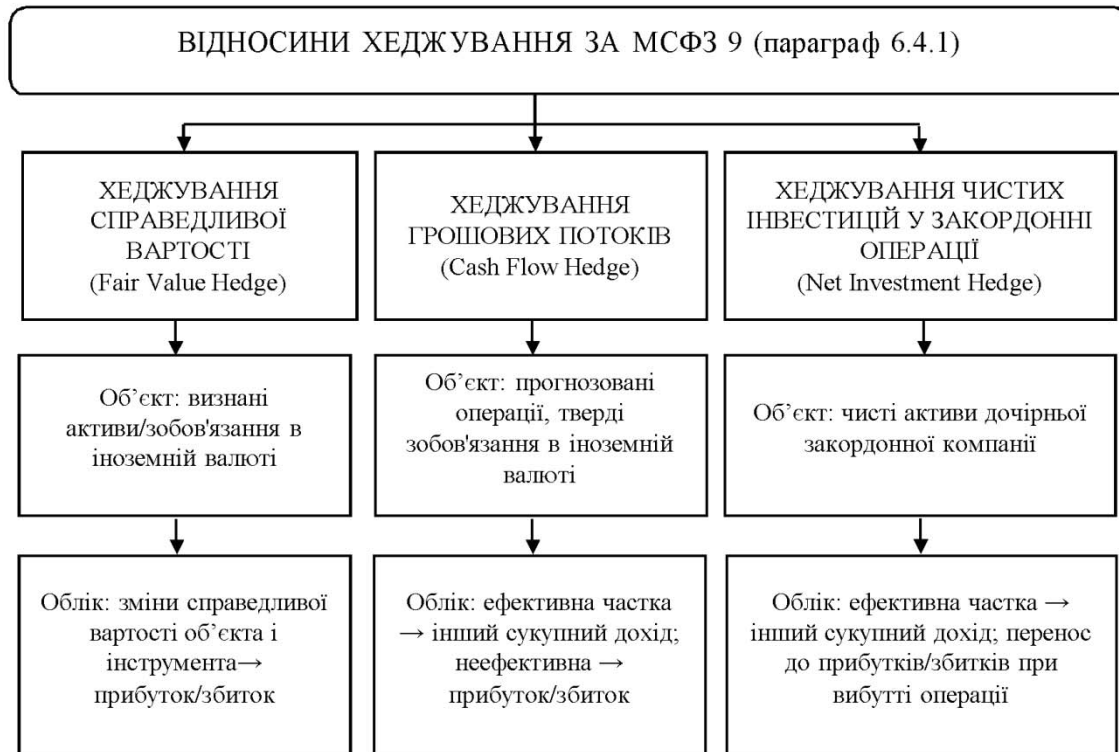 ВІДНОСИНИ ХЕДЖУВАННЯ ЗА МСФЗ 9 (параграф 6.4.1)
ХЕДЖУВАННЯ
СПРАВЕДЛИВОЇ
ВАРТОСТІ
(Fair Value Hedge)
ХЕДЖУВАННЯ
ГРОШОВИХ ПОТОКІВ
(Cash Flow Hedge)
ХЕДЖУВАННЯ ЧИСТИХ
ІНВЕСТИЦІЙ У ЗАКОРДОННІ
ОПЕРАЦІЇ
(Net Investment Hedge)
Об’єкт: визнані
активи/зобов'язання в
іноземній валюті
Об’єкт: прогнозовані
операції, тверді
зобов'язання в іноземній
валюті
Об’єкт: чисті активи дочірньої
закордонної компанії
Облік: зміни справедливої
вартості об’єкта і
інструмента→
прибуток/збиток
Облік: ефективна частка
→ інший сукупний дохід;
неефективна →
прибуток/збиток
Облік: ефективна частка →
інший сукупний дохід; перенос
до прибутків/збитків при
вибутті операції